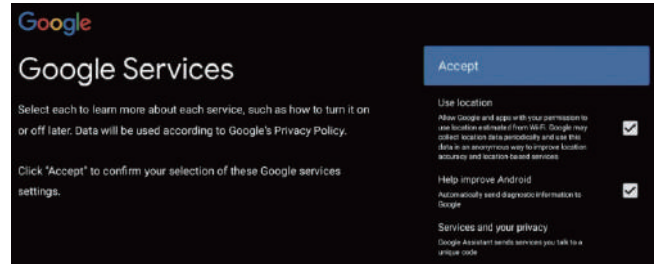 Google
Google Services
Select each to learn more about each service, such as how to turn it on
or off later. Data will be used according to Google's Privacy Policy.
Click "Accept" to confirm your selection of these Google services
settings.
Accept
Use location
Allow Google and apps with your permission to
use location estimated from Wi-Fi. Google may
collect location data periodically and use this
data in an anonymous way to improve location
accuracy and location-based services
Help improve Android
Automatically send diagnostic information to
Google
Services and your privacy
Google Assistant sends services you talk to a
unique code